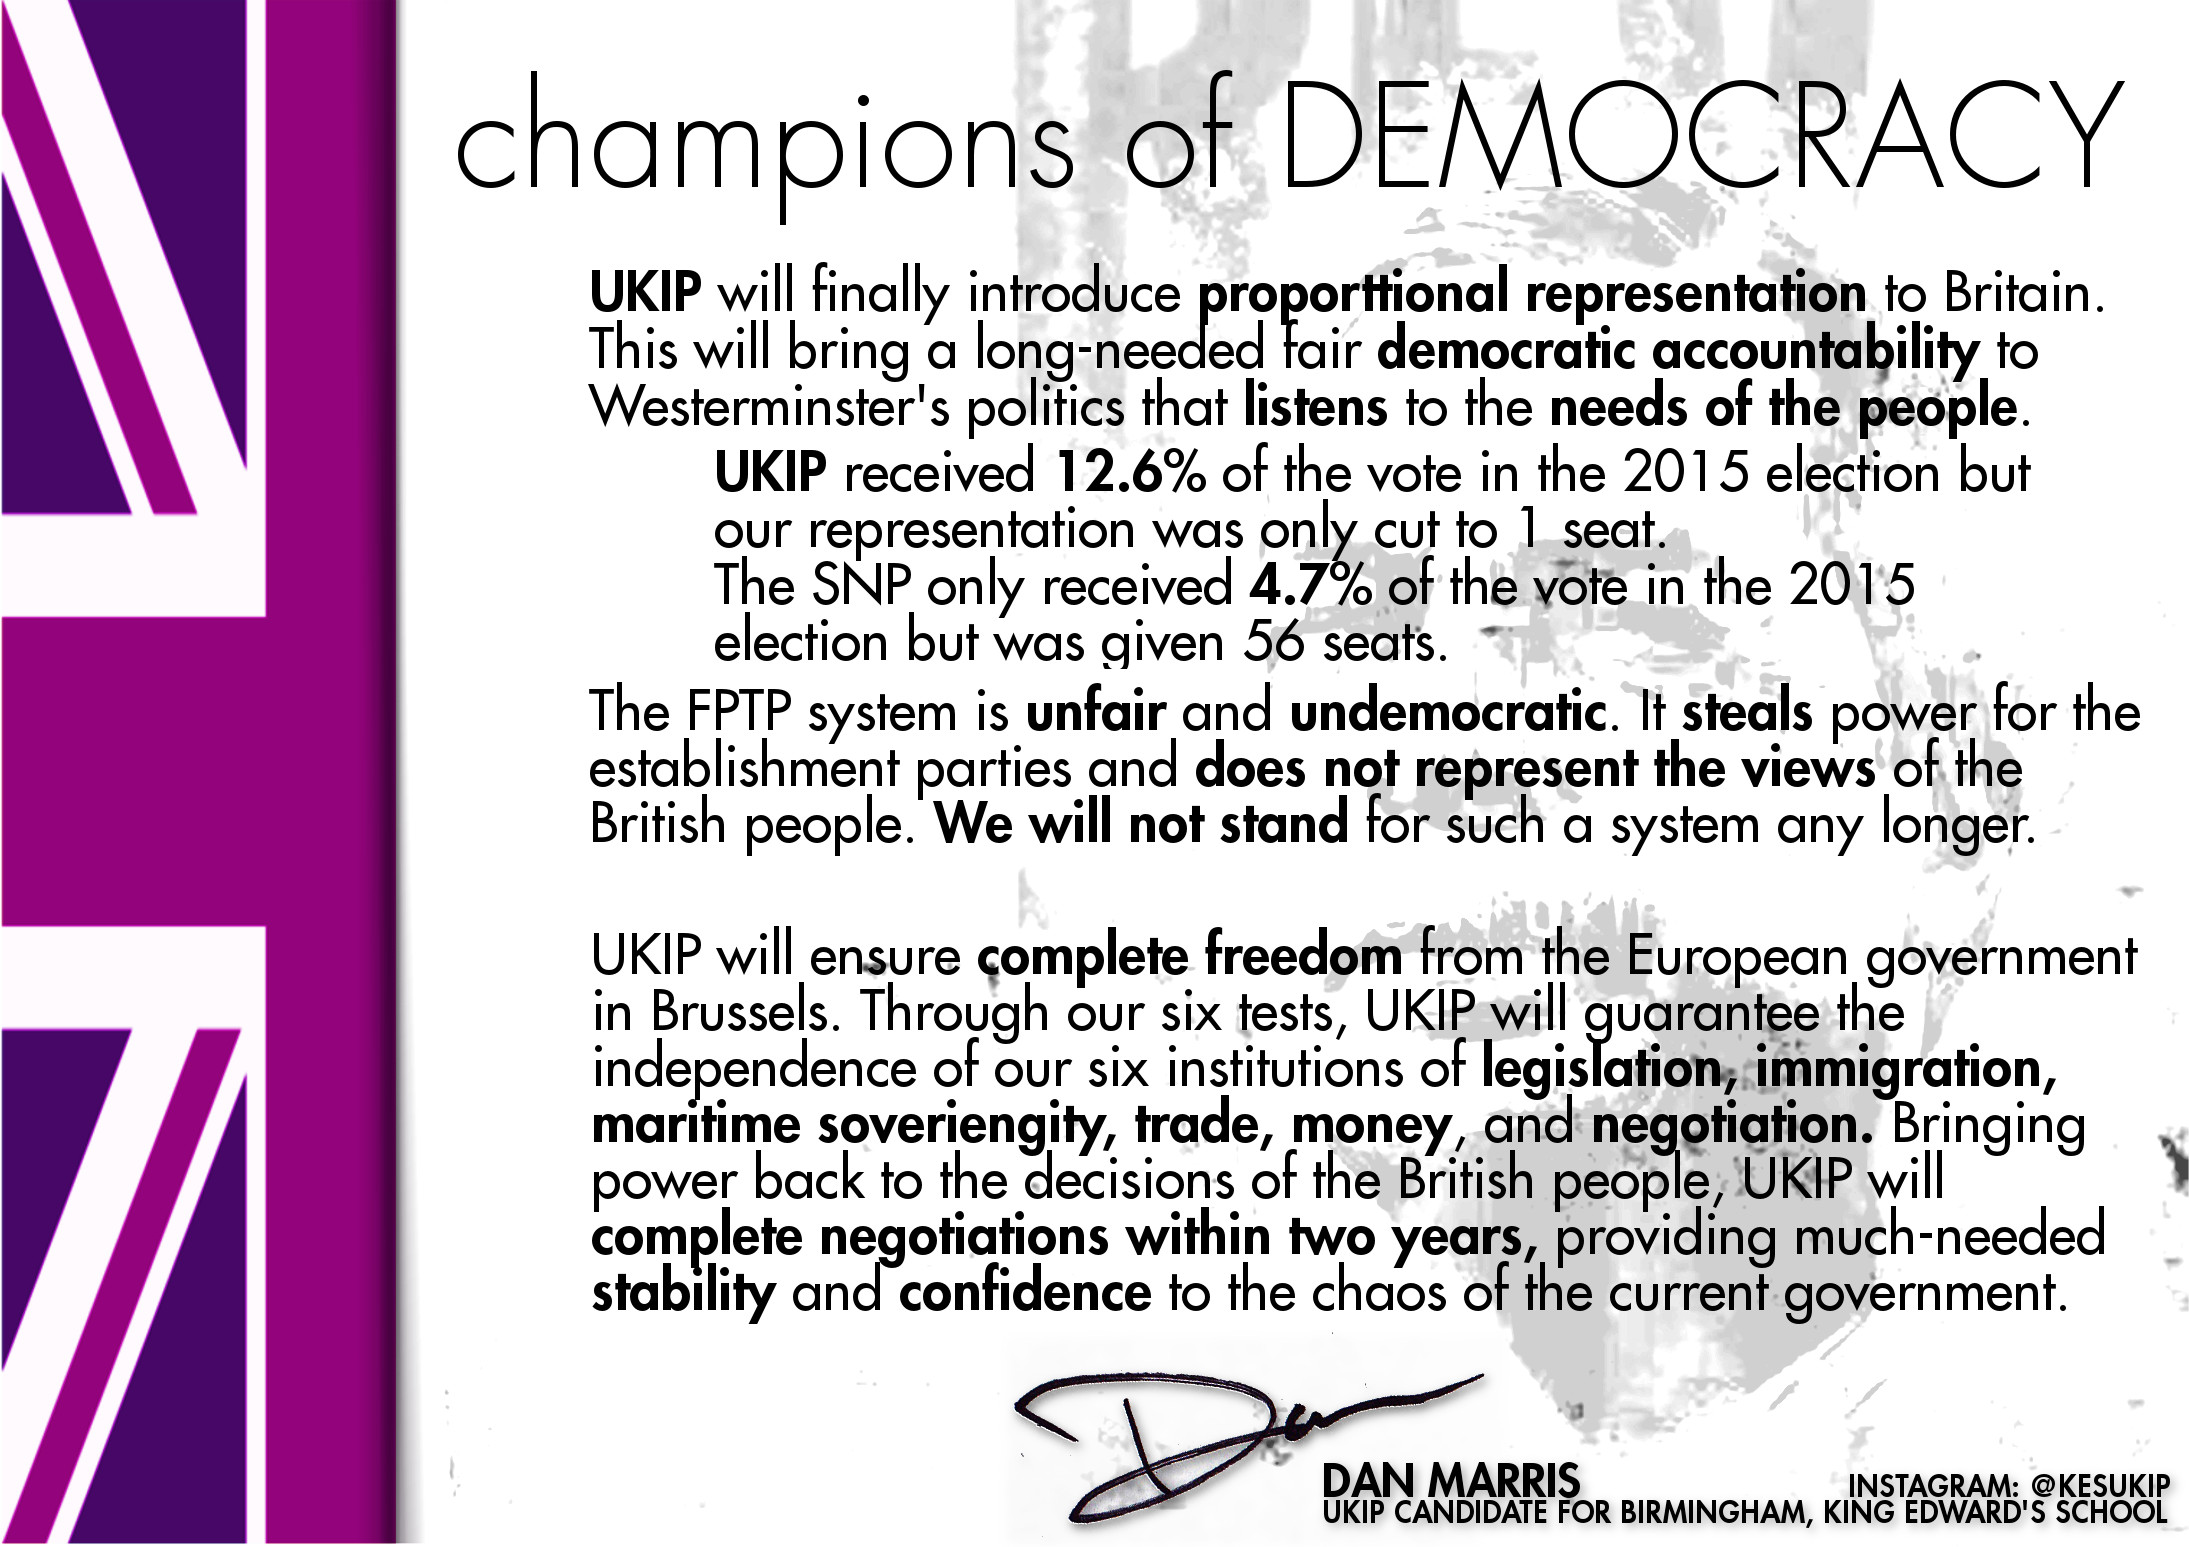 champions of DEMOCRACY
UKIP will finally introduce proporttional representation to Britain.
This will bring a long-needed fair democratic accountability to
Westerminster's politics that listens to the needs of the people.
UKIP received 12.6% of the vote in the 2015 election but
our representation was only cut to 1 seat.
The SNP only received 4.7% of the vote in the 2015
election but was given 56 seats.
The FPTP system is unfair and undemocratic. It steals power for the
establishment parties and does not represent the views of the
British people. We will not stand for such a system any longer.
UKIP will ensure complete freedom from the European government
in Brussels. Through our six tests, UKIP will guarantee the
independence of our six institutions of legislation, immigration,
maritime soveriengity, trade, money, and negotiation. Bringing
power back to the decisions of the British people, UKIP will
complete negotiations within two years, providing much-needed
stability and confidence to the chaos of the current government.
Dan
DAN MARRIS
INSTAGRAM: @KESUKIP
UKIP CANDIDATE FOR BIRMINGHAM, KING EDWARD'S SCHOOL